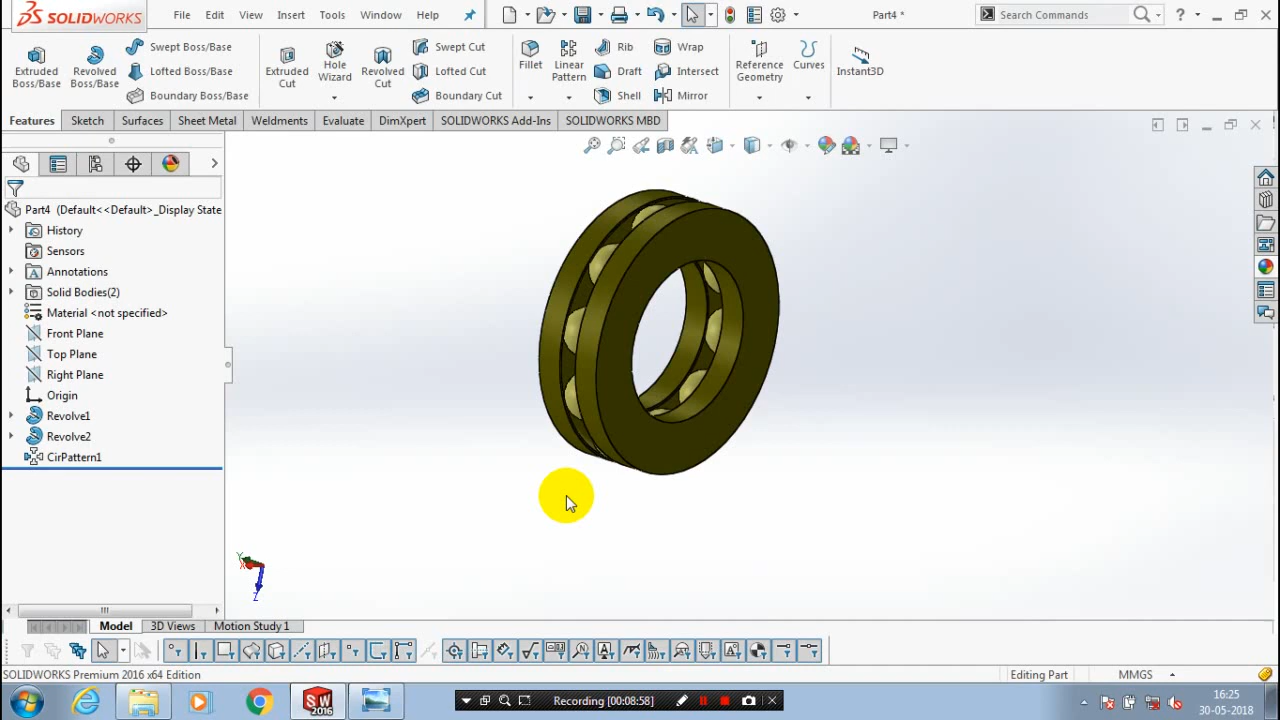 SOLIDWORKS File Edit View Insert Tools Window Help Part4 * Search Commands ?
Extruded Boss/Base Revolved Boss/Base Swept Boss/Base Lofted Boss/Base Boundary Boss/Base Extruded Cut Hole Wizard Revolved Cut Swept Cut Lofted Cut Boundary Cut Fillet Linear Pattern Rib Draft Shell Wrap Intersect Mirror Reference Geometry Curves Instant3D
Features Sketch Surfaces Sheet Metal Weldments Evaluate DimXpert SOLIDWORKS Add-Ins SOLIDWORKS MBD
Part4 (Default<<Default>_Display State
History
Sensors
Annotations
Solid Bodies(2)
Material <not specified>
Front Plane
Top Plane
Right Plane
Origin
Revolve1
Revolve2
CirPattern1
Y
X
Z
Model 3D Views Motion Study 1
SOLIDWORKS Premium 2016 x64 Edition Editing Part MMGS
SW 2016 Recording [00:08:58] 16:25
30-05-2018